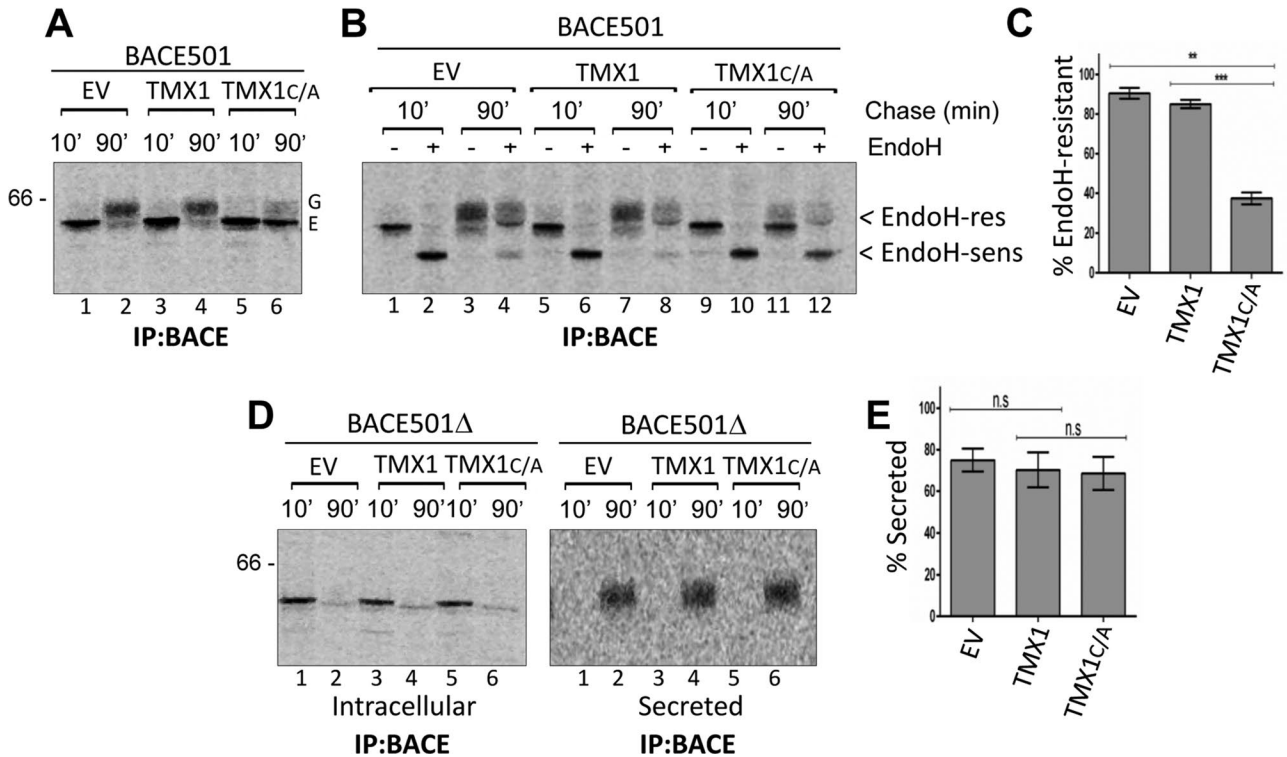 A
BACE501
EV TMX1 TMX1C/A
10’ 90’ 10’ 90’ 10’ 90’
66 -
G
E
1 2 3 4 5 6
IP:BACE
B
BACE501
EV TMX1 TMX1C/A
10’ 90’ 10’ 90’ 10’ 90’ Chase (min)
- + - + - + - + - + - + EndoH
< EndoH-res
< EndoH-sens
1 2 3 4 5 6 7 8 9 10 11 12
IP:BACE
C
% EndoH-resistant
**
***
100
80
60
40
20
0
EV TMX1 TMX1C/A
D
BACE501Δ BACE501Δ
EV TMX1 TMX1C/A EV TMX1 TMX1C/A
10’ 90’ 10’ 90’ 10’ 90’ 10’ 90’ 10’ 90’ 10’ 90’
66 -
1 2 3 4 5 6 1 2 3 4 5 6
Intracellular Secreted
IP:BACE IP:BACE
E
% Secreted
n.s
n.s
100
80
60
40
20
0
EV TMX1 TMX1C/A